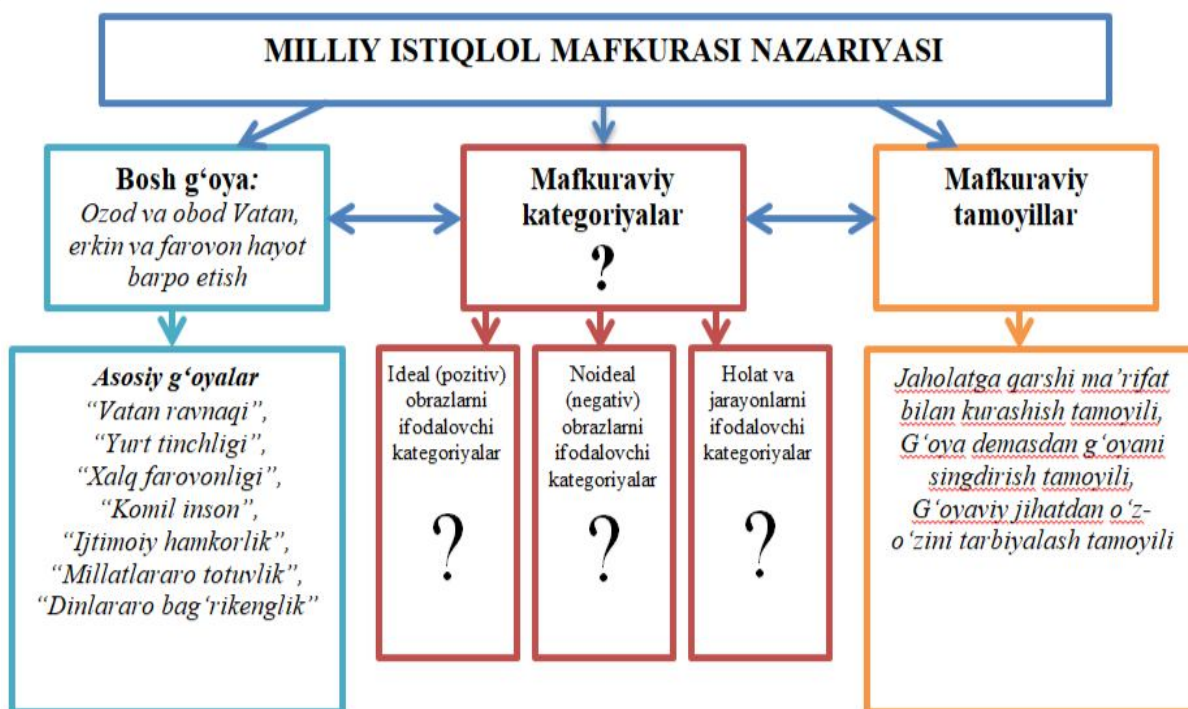 MILLIY ISTIQLOL MAFKURASI NAZARIYASI
Bosh g‘oya:
Ozod va obod Vatan,
erkin va farovon hayot
barpo etish
Mafkuraviy
kategoriyalar
?
Mafkuraviy
tamoyillar
Asosiy g‘oyalar
“Vatan ravnaqi”,
“Yurt tinchligi”,
“Xalq farovonligi”,
“Komil inson”,
“Ijtimoiy hamkorlik”,
“Millatlararo totuvlik”,
“Dinlararo bag‘rikenglik”
Ideal (pozitiv)
obrazlarni
ifodalovchi
kategoriyalar
?
Noideal
(negativ)
obrazlarni
ifodalovchi
kategoriyalar
?
Holat va
jarayonlarni
ifodalovchi
kategoriyalar
?
Jaholatga qarshi ma’rifat
bilan kurashish tamoyili,
G‘oya demasdan g‘oyani
singdirish tamoyili,
G‘oyaviy jihatdan o‘z-
o‘zini tarbiyalash tamoyili